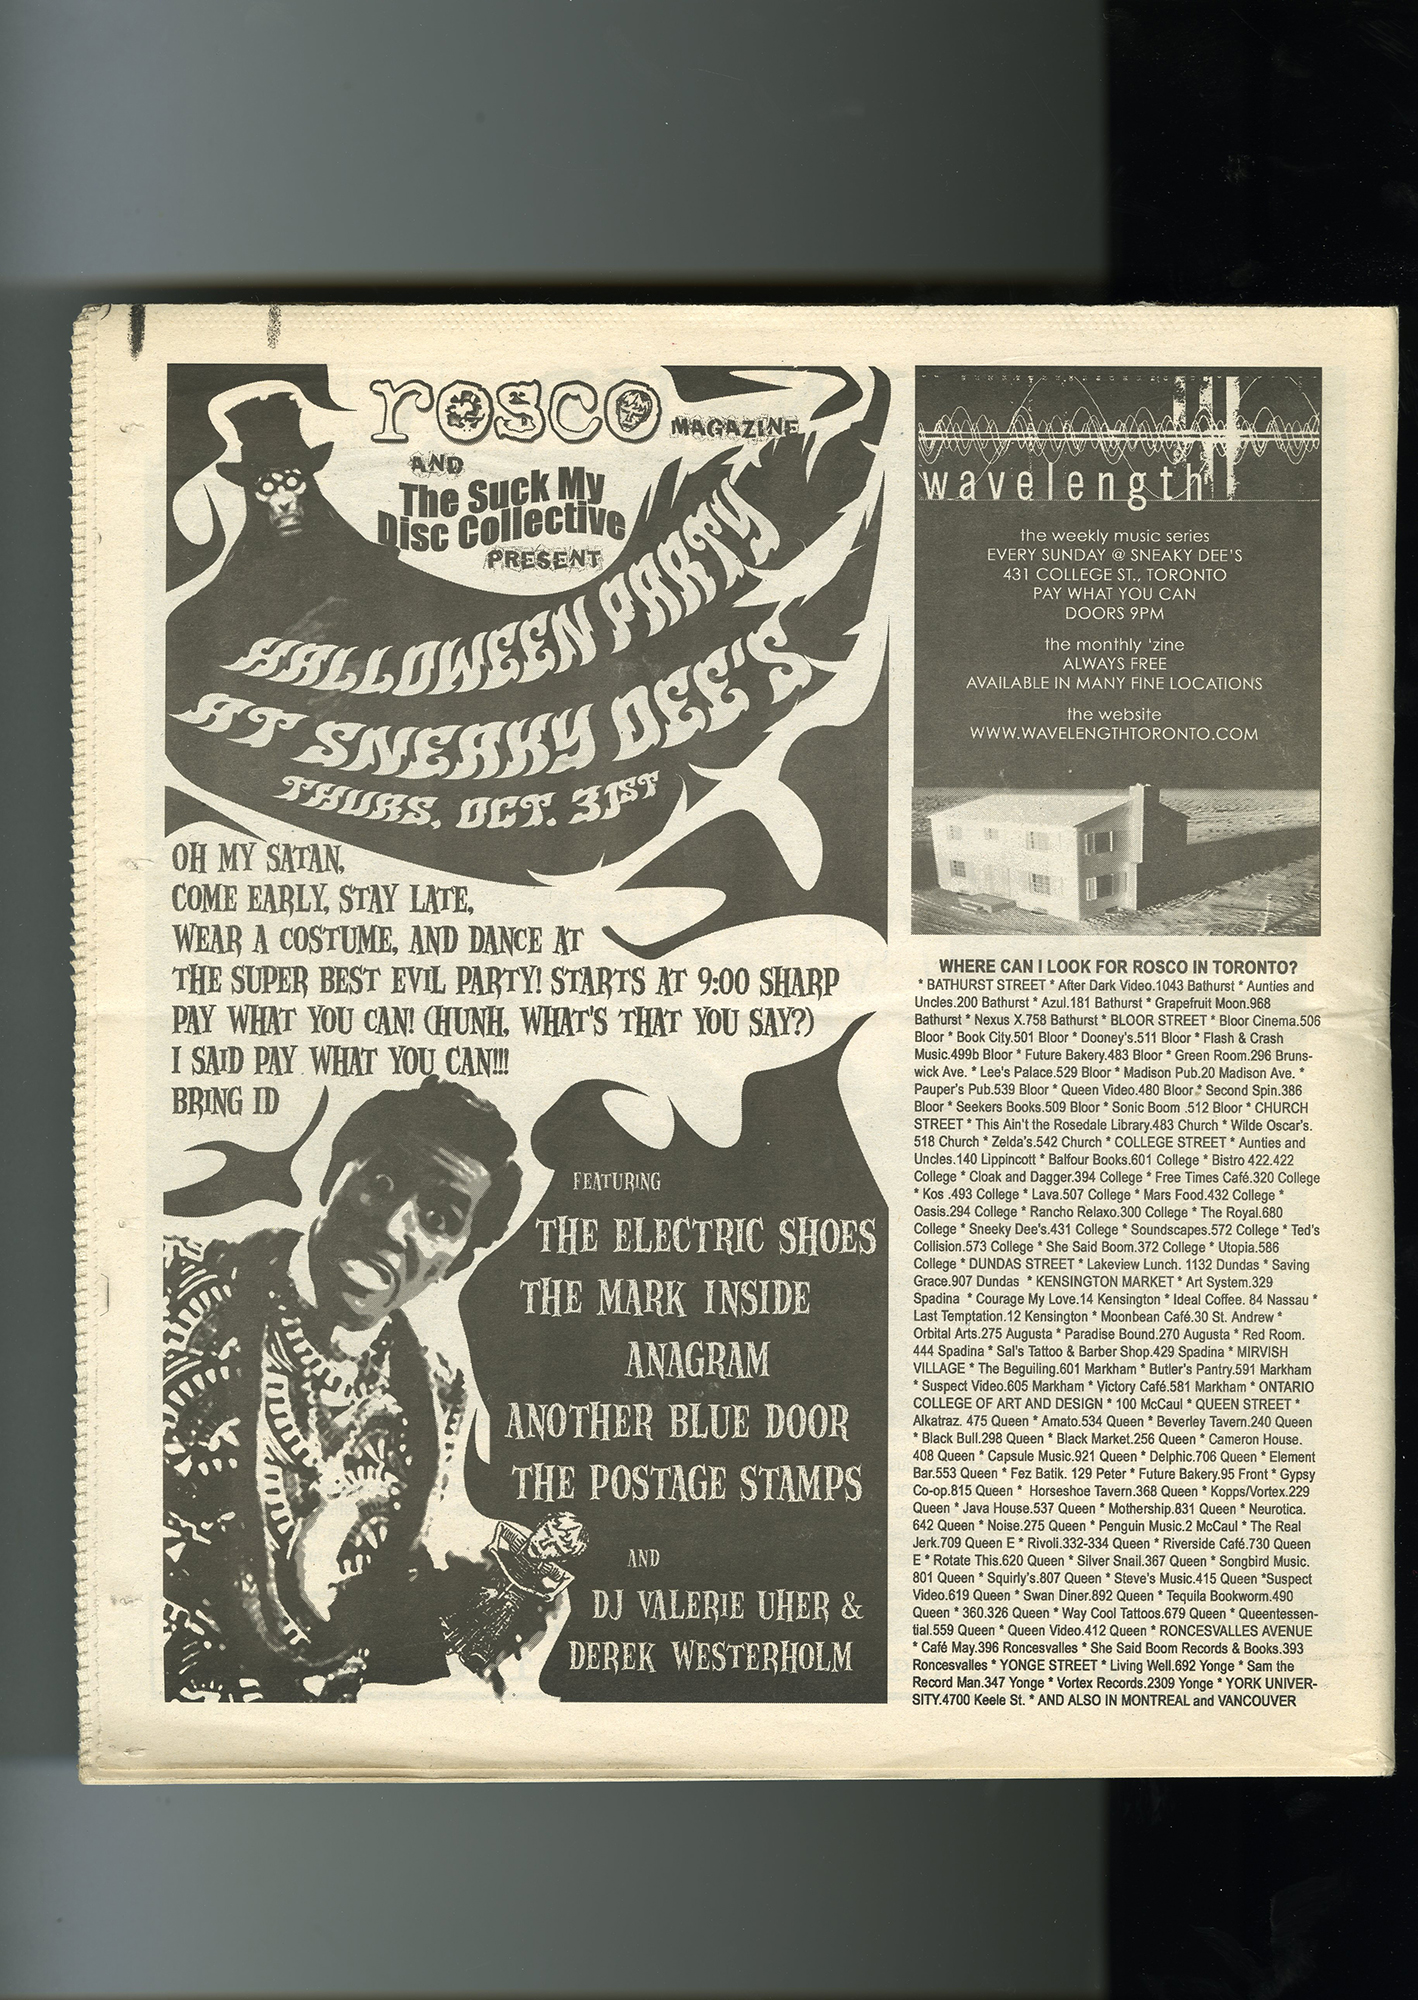 rosco MAGAZINE
AND
The Suck My
Disc Collective
PRESENT
HALLOWEEN PARTY
AT SNEAKY DEE'S
THURS. OCT. 31ST
OH MY SATAN,
COME EARLY, STAY LATE,
WEAR A COSTUME, AND DANCE AT
THE SUPER BEST EVIL PARTY! STARTS AT 9:00 SHARP
PAY WHAT YOU CAN! (HUNH, WHAT'S THAT YOU SAY?)
I SAID PAY WHAT YOU CAN!!!
BRING ID
FEATURING
THE ELECTRIC SHOES
THE MARK INSIDE
ANAGRAM
ANOTHER BLUE DOOR
THE POSTAGE STAMPS
AND
DJ VALERIE UHER &
DEREK WESTERHOLM
wavelength
the weekly music series
EVERY SUNDAY @ SNEAKY DEE'S
431 COLLEGE ST., TORONTO
PAY WHAT YOU CAN
DOORS 9PM
the monthly 'zine
ALWAYS FREE
AVAILABLE IN MANY FINE LOCATIONS
the website
WWW.WAVELENGTHTORONTO.COM
WHERE CAN I LOOK FOR ROSCO IN TORONTO?
* BATHURST STREET * After Dark Video.1043 Bathurst * Aunties and
Uncles.200 Bathurst * Azul.181 Bathurst * Grapefruit Moon.968
Bathurst * Nexus X.758 Bathurst * BLOOR STREET * Bloor Cinema.506
Bloor * Book City.501 Bloor * Dooney's.511 Bloor * Flash & Crash
Music.499b Bloor * Future Bakery.483 Bloor * Green Room.296 Bruns-
wick Ave. * Lee's Palace.529 Bloor * Madison Pub.20 Madison Ave. *
Pauper's Pub.539 Bloor * Queen Video.480 Bloor * Second Spin.386
Bloor * Seekers Books.509 Bloor * Sonic Boom .512 Bloor * CHURCH
STREET * This Ain't the Rosedale Library.483 Church * Wilde Oscar's.
518 Church * Zelda's.542 Church * COLLEGE STREET * Aunties and
Uncles.140 Lippincott * Balfour Books.601 College * Bistro 422.422
College * Cloak and Dagger.394 College * Free Times Café.320 College
* Kos .493 College * Lava.507 College * Mars Food.432 College *
Oasis.294 College * Rancho Relaxo.300 College * The Royal.680
College * Sneeky Dee's.431 College * Soundscapes.572 College * Ted's
Collision.573 College * She Said Boom.372 College * Utopia.586
College * DUNDAS STREET * Lakeview Lunch. 1132 Dundas * Saving
Grace.907 Dundas * KENSINGTON MARKET * Art System.329
Spadina * Courage My Love.14 Kensington * Ideal Coffee. 84 Nassau *
Last Temptation.12 Kensington * Moonbean Café.30 St. Andrew *
Orbital Arts.275 Augusta * Paradise Bound.270 Augusta * Red Room.
444 Spadina * Sal's Tattoo & Barber Shop.429 Spadina * MIRVISH
VILLAGE * The Beguiling.601 Markham * Butler's Pantry.591 Markham
* Suspect Video.605 Markham * Victory Café.581 Markham * ONTARIO
COLLEGE OF ART AND DESIGN * 100 McCaul * QUEEN STREET *
Alkatraz. 475 Queen * Amato.534 Queen * Beverley Tavern.240 Queen
* Black Bull.298 Queen * Black Market.256 Queen * Cameron House.
408 Queen * Capsule Music.921 Queen * Delphic.706 Queen * Element
Bar.553 Queen * Fez Batik. 129 Peter * Future Bakery.95 Front * Gypsy
Co-op.815 Queen * Horseshoe Tavern.368 Queen * Kopps/Vortex.229
Queen * Java House.537 Queen * Mothership.831 Queen * Neurotica.
642 Queen * Noise.275 Queen * Penguin Music.2 McCaul * The Real
Jerk.709 Queen E * Rivoli.332-334 Queen * Riverside Café.730 Queen
E * Rotate This.620 Queen * Silver Snail.367 Queen * Songbird Music.
801 Queen * Squirly's.807 Queen * Steve's Music.415 Queen *Suspect
Video.619 Queen * Swan Diner.892 Queen * Tequila Bookworm.490
Queen * 360.326 Queen * Way Cool Tattoos.679 Queen * Queentessen-
tial.559 Queen * Queen Video.412 Queen * RONCESVALLES AVENUE
* Café May.396 Roncesvalles * She Said Boom Records & Books.393
Roncesvalles * YONGE STREET * Living Well.692 Yonge * Sam the
Record Man.347 Yonge * Vortex Records.2309 Yonge * YORK UNIVER-
SITY.4700 Keele St. * AND ALSO IN MONTREAL and VANCOUVER